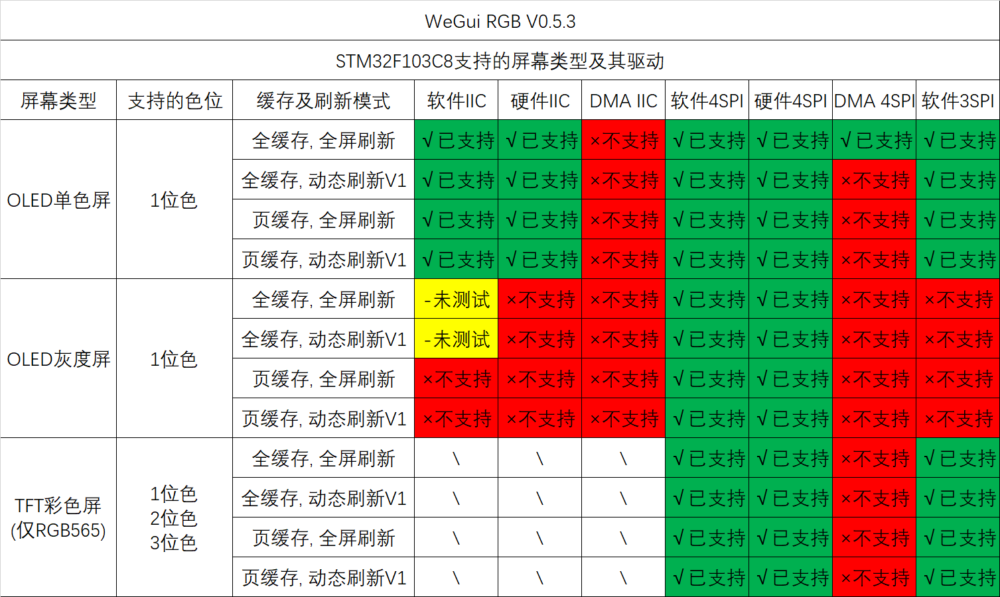 WeGui RGB V0.5.3
STM32F103C8支持的屏幕类型及其驱动
屏幕类型 支持的色位 缓存及刷新模式 软件IIC 硬件IIC DMA IIC 软件4SPI 硬件4SPI DMA 4SPI 软件3SPI
OLED单色屏 1位色
全缓存, 全屏刷新 √已支持 √已支持 ×不支持 √已支持 √已支持 √已支持 √已支持
全缓存, 动态刷新V1 √已支持 √已支持 ×不支持 √已支持 √已支持 ×不支持 √已支持
页缓存, 全屏刷新 √已支持 √已支持 ×不支持 √已支持 √已支持 ×不支持 √已支持
页缓存, 动态刷新V1 √已支持 √已支持 ×不支持 √已支持 √已支持 ×不支持 √已支持
OLED灰度屏 1位色
全缓存, 全屏刷新 -未测试 ×不支持 ×不支持 √已支持 √已支持 ×不支持 ×不支持
全缓存, 动态刷新V1 -未测试 ×不支持 ×不支持 √已支持 √已支持 ×不支持 ×不支持
页缓存, 全屏刷新 ×不支持 ×不支持 ×不支持 √已支持 √已支持 ×不支持 ×不支持
页缓存, 动态刷新V1 ×不支持 ×不支持 ×不支持 √已支持 √已支持 ×不支持 ×不支持
TFT彩色屏
(仅RGB565)
1位色
2位色
3位色
全缓存, 全屏刷新 \ \ \ √已支持 √已支持 ×不支持 √已支持
全缓存, 动态刷新V1 \ \ \ √已支持 √已支持 ×不支持 √已支持
页缓存, 全屏刷新 \ \ \ √已支持 √已支持 ×不支持 √已支持
页缓存, 动态刷新V1 \ \ \ √已支持 √已支持 ×不支持 √已支持